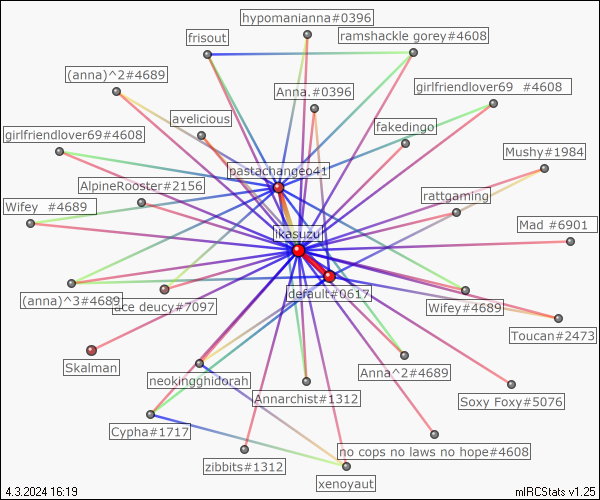 hypomanianna#0396
frisout
ramshackle gorey#4608
(anna)^2#4689
Anna.#0396
girlfriendlover69 #4608
avelicious
fakedingo
girlfriendlover69#4608
Mushy#1984
pastachangeo41
AlpineRooster#2156
rattgaming
Wifey #4689
Mad #6901
ikasuzu
default#0617
(anna)^3#4689
ace deucy#7097
Wifey#4689
Toucan#2473
Skalman
neokingghidorah
Anna^2#4689
Annarchist#1312
Soxy Foxy#5076
Cypha#1717
no cops no laws no hope#4608
zibbits#1312
xenoyaut
4.3.2024 16:19
mIRCStats v1.25